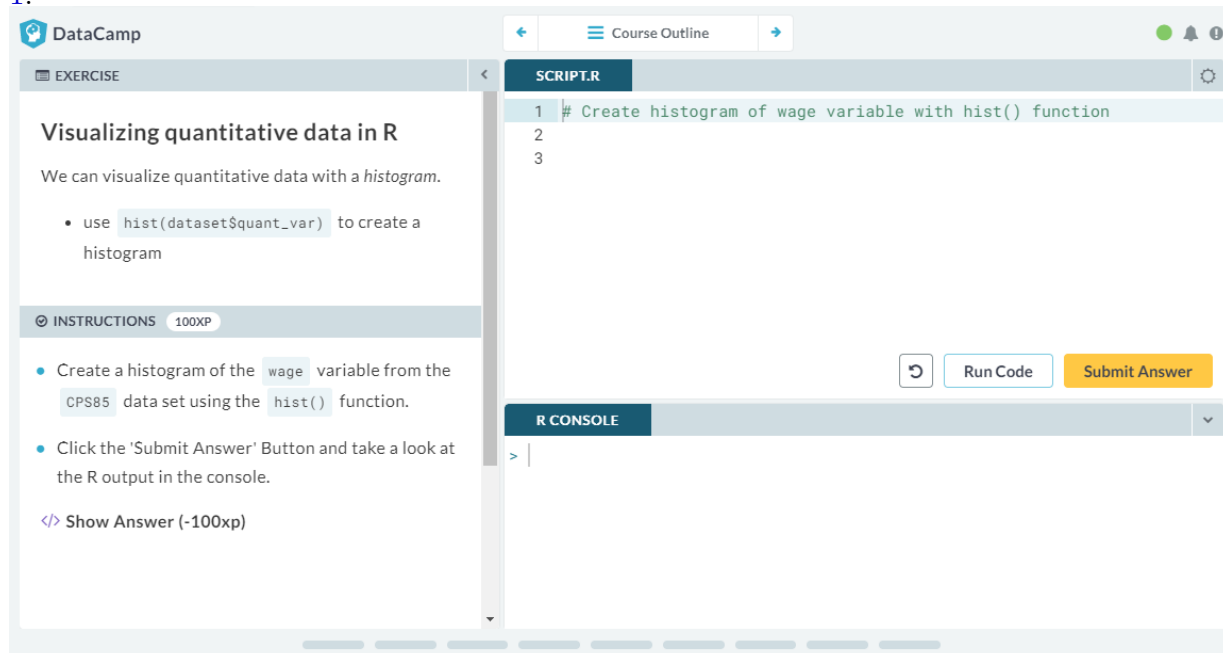 1.
DataCamp
Course Outline
EXERCISE
SCRIPT.R
Visualizing quantitative data in R
We can visualize quantitative data with a histogram.
use hist(dataset$quant_var) to create a
histogram
INSTRUCTIONS 100XP
Create a histogram of the wage variable from the
CPS85 data set using the hist() function.
Click the 'Submit Answer' Button and take a look at
the R output in the console.
</> Show Answer (-100xp)
1 # Create histogram of wage variable with hist() function
2
3
Run Code
Submit Answer
R CONSOLE
>